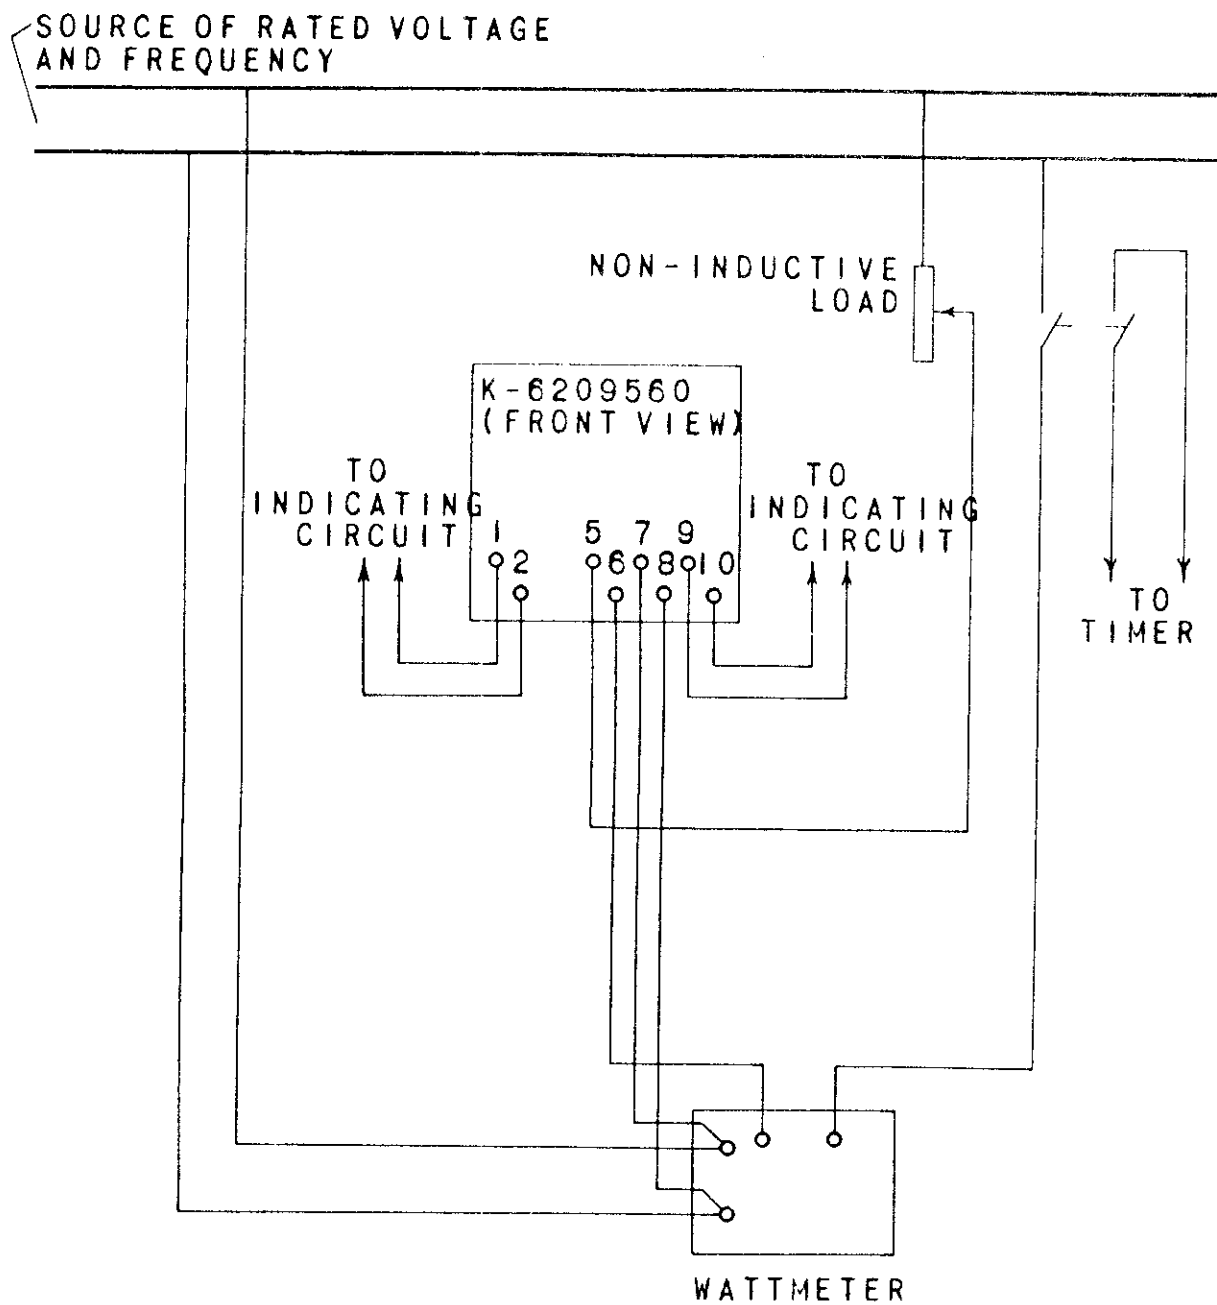 SOURCE OF RATED VOLTAGE
AND FREQUENCY
NON-INDUCTIVE
LOAD
K-6209560
(FRONT VIEW)
TO
INDICATING
CIRCUIT
TO
INDICATING
CIRCUIT
1
2
5
6
7
8
9
10
TO
TIMER
WATTMETER